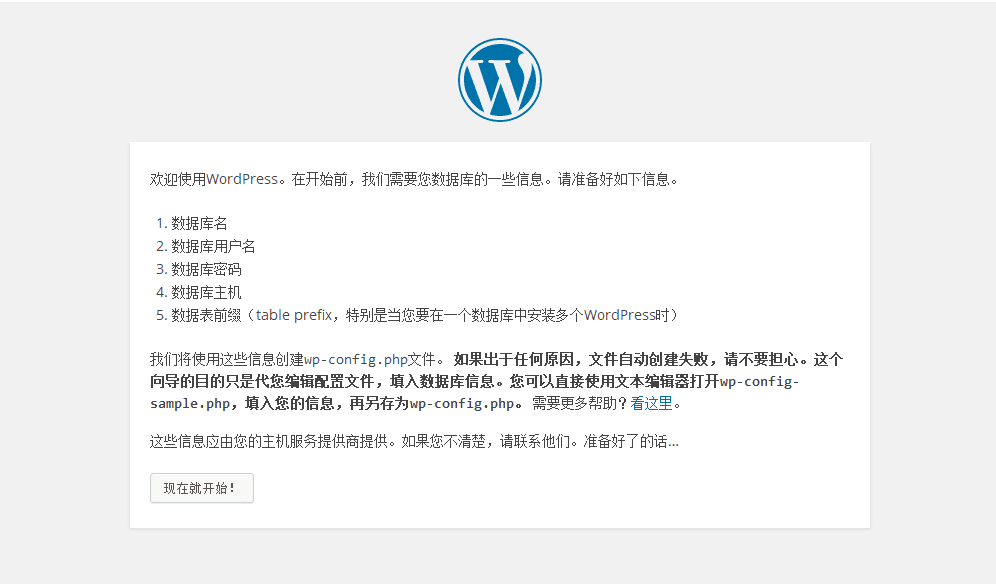 欢迎使用WordPress。在开始前，我们需要您数据库的一些信息。请准备好如下信息。
1. 数据库名
2. 数据库用户名
3. 数据库密码
4. 数据库主机
5. 数据表前缀（table prefix，特别是当您要在一个数据库中安装多个WordPress时）
我们将使用这些信息创建wp-config.php文件。 如果出于任何原因，文件自动创建失败，请不要担心。这个
向导的目的只是代您编辑配置文件，填入数据库信息。您可以直接使用文本编辑器打开wp-config-
sample.php，填入您的信息，再另存为wp-config.php。 需要更多帮助？看这里。
这些信息应由您的主机服务提供商提供。如果您不清楚，请联系他们。准备好了的话…
现在就开始！